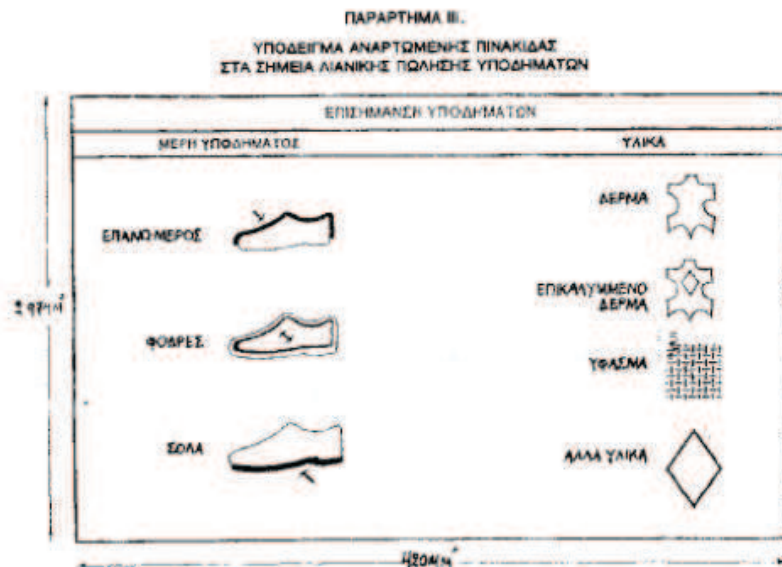 ΠΑΡΑΡΤΗΜΑ ΙΙΙ.
ΥΠΟΔΕΙΓΜΑ ΑΝΑΡΤΩΜΕΝΗΣ ΠΙΝΑΚΙΔΑΣ
ΣΤΑ ΣΗΜΕΙΑ ΛΙΑΝΙΚΗΣ ΠΩΛΗΣΗΣ ΥΠΟΔΗΜΑΤΩΝ
ΕΠΙΣΗΜΑΝΣΗ ΥΠΟΔΗΜΑΤΩΝ
ΜΕΡΗ ΥΠΟΔΗΜΑΤΟΣ
ΕΠΑΝΩ ΜΕΡΟΣ
ΦΟΔΡΕΣ
ΣΟΛΑ
ΥΛΙΚΑ
ΔΕΡΜΑ
ΕΠΙΚΑΛΥΜΜΕΝΟ
ΔΕΡΜΑ
ΥΦΑΣΜΑ
ΑΛΛΑ ΥΛΙΚΑ